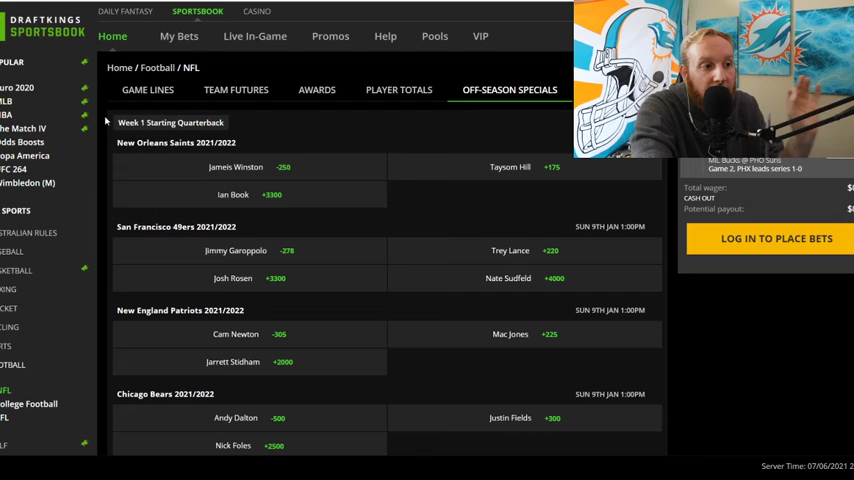 DRAFTKINGS
SPORTSBOOK
DAILY FANTASY SPORTSBOOK CASINO
Home My Bets Live In-Game Promos Help Pools VIP
OPULAR
uro 2020
MLB
NBA
he Match IV
Odds Boosts
opa America
UFC 264
Wimbledon (M)
SPORTS
STRALIAN RULES
SEBALL
SKETBALL
XING
ICKET
CLING
RTS
OOTBALL
NFL
ollege Football
FL
LF
Home / Football / NFL
GAME LINES TEAM FUTURES AWARDS PLAYER TOTALS OFF-SEASON SPECIALS
Week 1 Starting Quarterback
New Orleans Saints 2021/2022
Jameis Winston -250 Taysom Hill +175
Ian Book +3300
San Francisco 49ers 2021/2022 SUN 9TH JAN 1:00PM
Jimmy Garoppolo -278 Trey Lance +220
Josh Rosen +3300 Nate Sudfeld +4000
New England Patriots 2021/2022 SUN 9TH JAN 1:00PM
Cam Newton -305 Mac Jones +225
Jarrett Stidham +2000
Chicago Bears 2021/2022 SUN 9TH JAN 1:00PM
Andy Dalton -500 Justin Fields +300
Nick Foles +2500
MIL Bucks @ PHO Suns
Game 2, PHX leads series 1-0
Total wager: $
CASH OUT
Potential payout: $
LOG IN TO PLACE BETS
Server Time: 07/06/2021 2